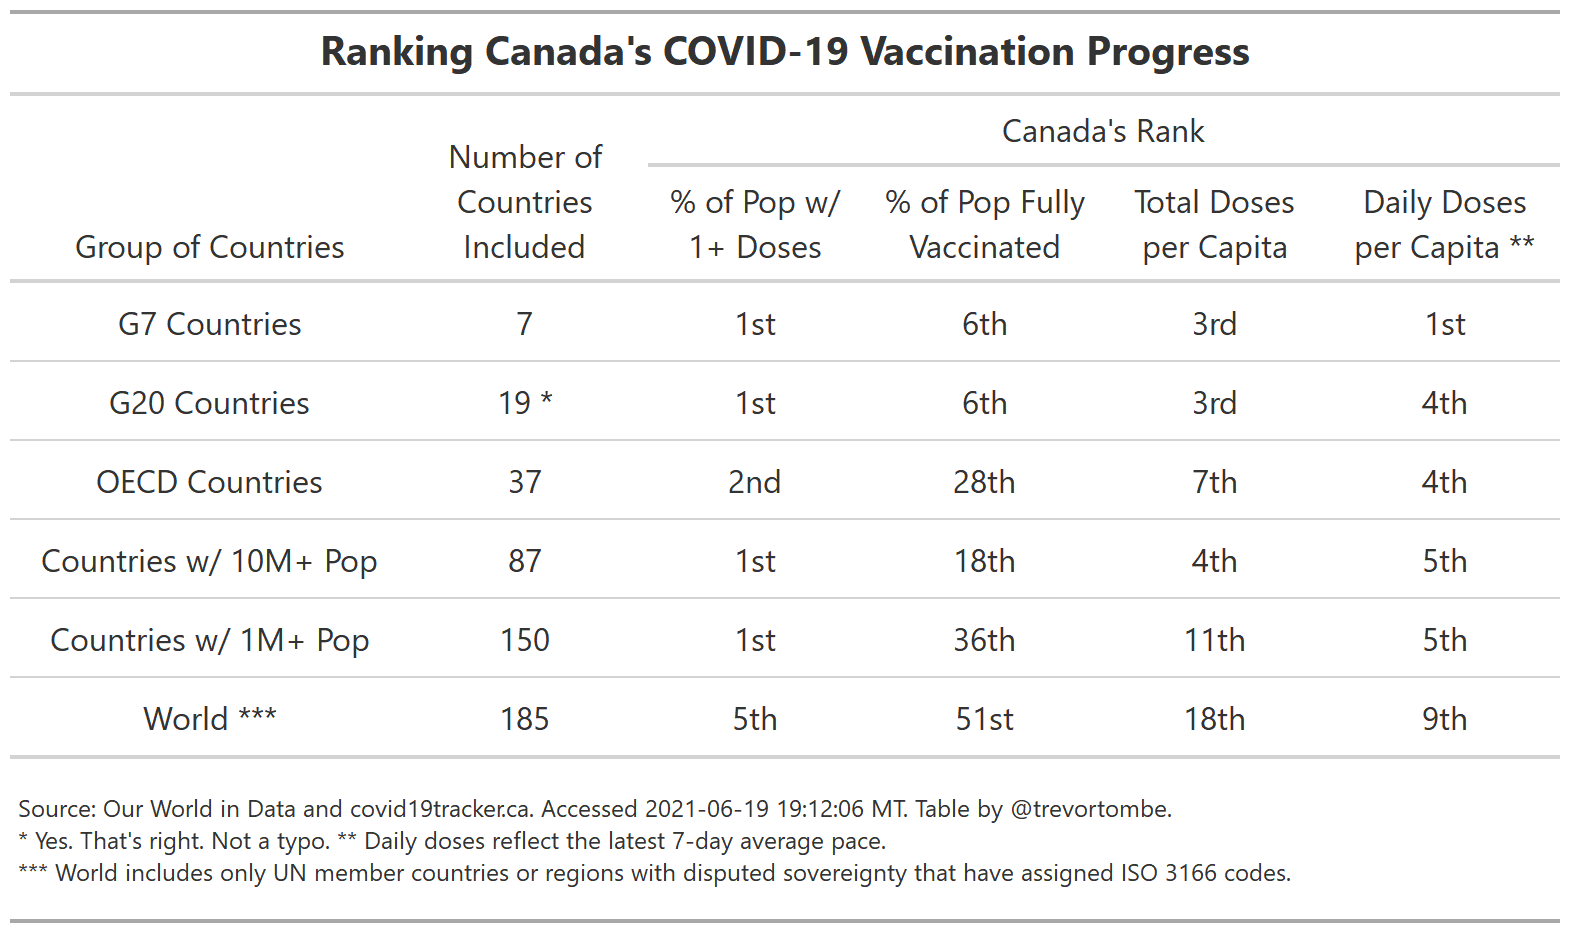 Ranking Canada's COVID-19 Vaccination Progress
Canada's Rank
Group of Countries Number of Countries Included % of Pop w/ 1+ Doses % of Pop Fully Vaccinated Total Doses per Capita Daily Doses per Capita **
G7 Countries 7 1st 6th 3rd 1st
G20 Countries 19 * 1st 6th 3rd 4th
OECD Countries 37 2nd 28th 7th 4th
Countries w/ 10M+ Pop 87 1st 18th 4th 5th
Countries w/ 1M+ Pop 150 1st 36th 11th 5th
World *** 185 5th 51st 18th 9th
Source: Our World in Data and covid19tracker.ca. Accessed 2021-06-19 19:12:06 MT. Table by @trevortombe.
* Yes. That's right. Not a typo. ** Daily doses reflect the latest 7-day average pace.
*** World includes only UN member countries or regions with disputed sovereignty that have assigned ISO 3166 codes.